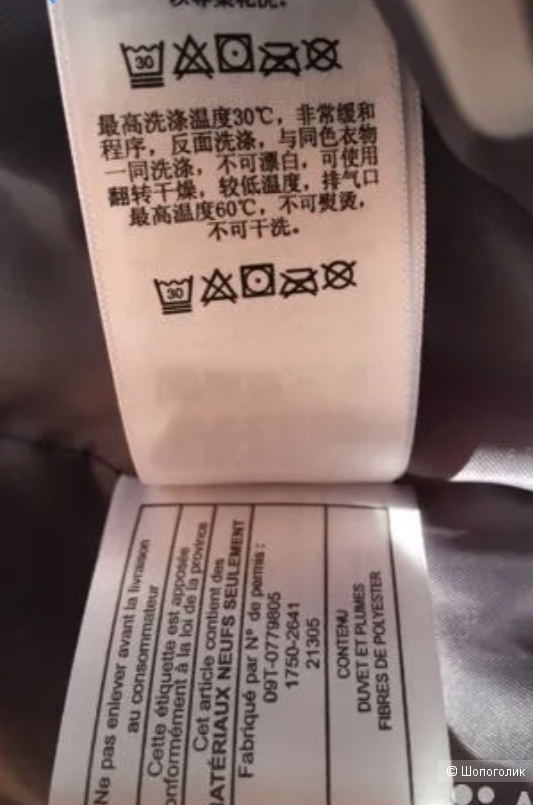 30
最高洗涤温度30℃，非常缓和
程序，反面洗涤，与同色衣物
一同洗涤，不可漂白，可使用
翻转干燥，较低温度，排气口
最高温度60℃，不可熨烫，
不可干洗。
30
Ne pas enlever avant la livraison
au consommateur
Cette étiquette est apposée
onformément à la loi de la province
Cet article contient des
MATÉRIAUX NEUFS SEULEMENT
Fabriqué par N° de permis :
09T-0779805
1750-2641
21305
CONTENU
DUVET ET PLUMES
FIBRES DE POLYESTER
© Шопоголик